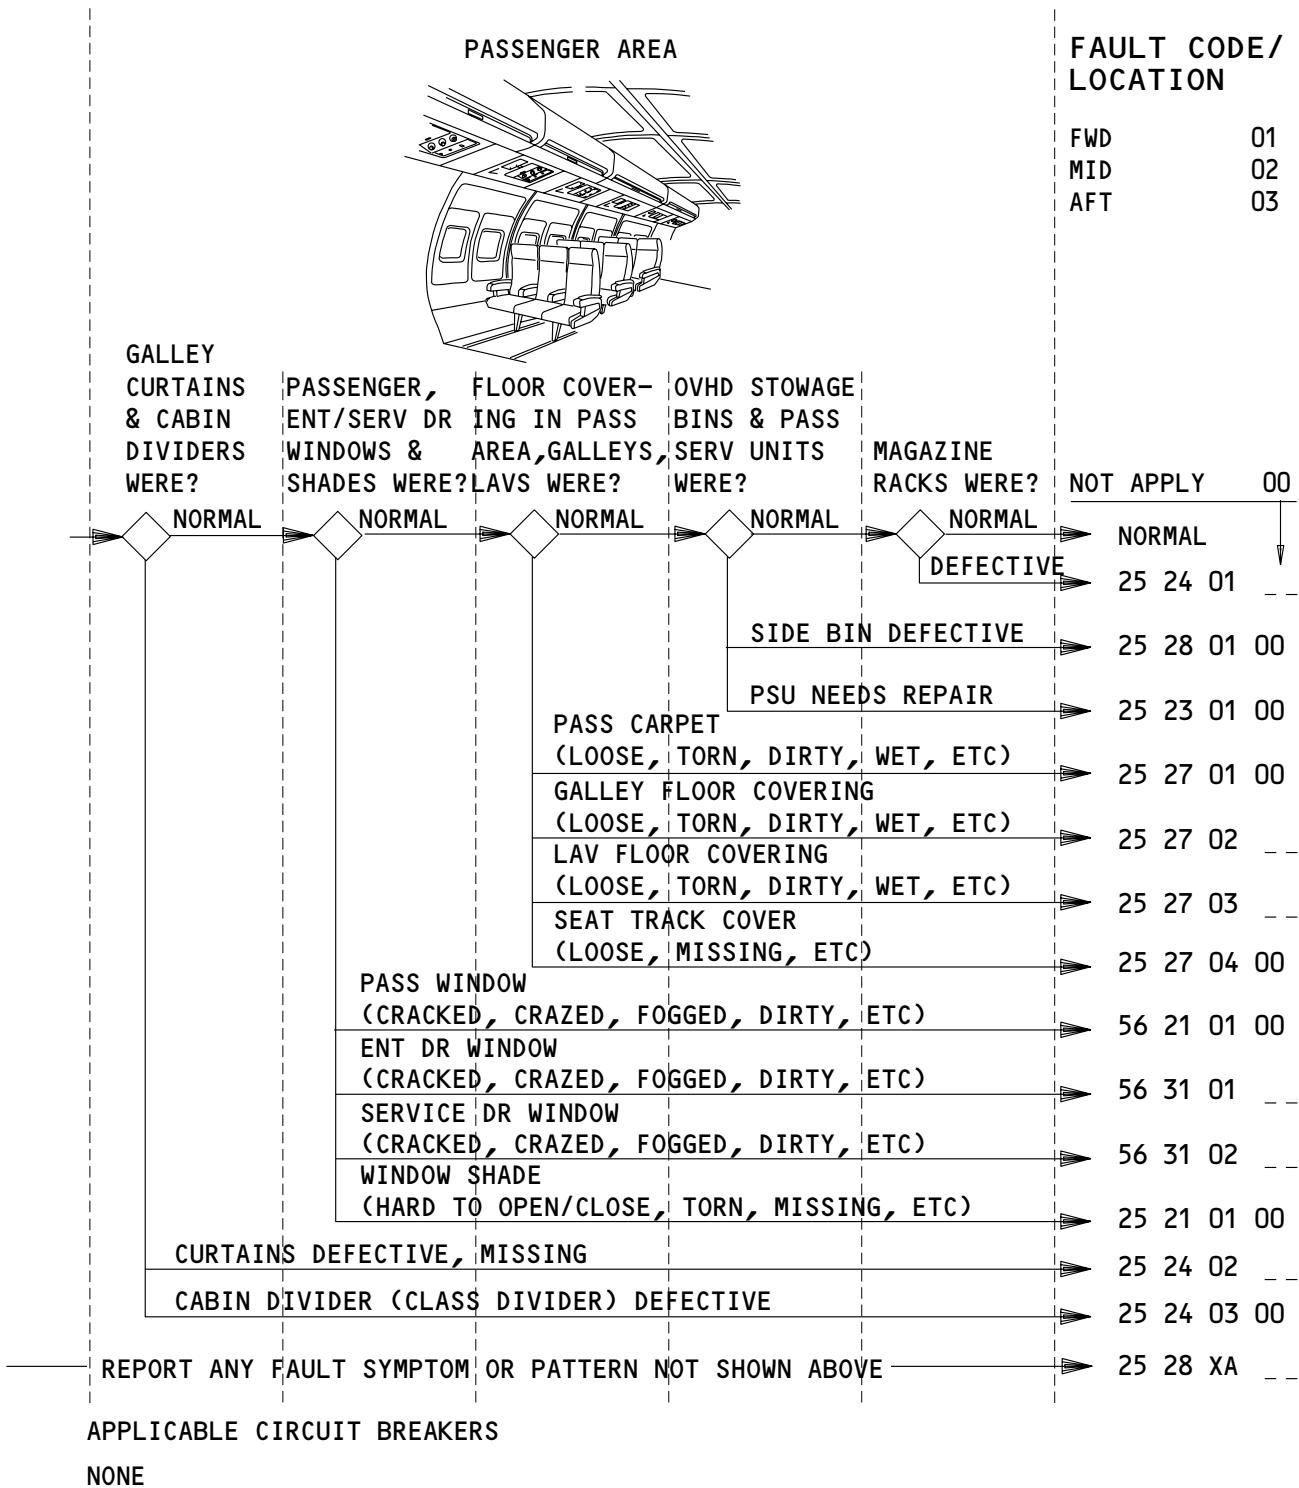 PASSENGER AREA
FAULT CODE/
LOCATION
FWD 01
MID 02
AFT 03
GALLEY
CURTAINS
& CABIN
DIVIDERS
WERE?
PASSENGER,
ENT/SERV DR
WINDOWS &
SHADES WERE?
FLOOR COVER-
ING IN PASS
AREA,GALLEYS,
LAVS WERE?
OVHD STOWAGE
BINS & PASS
SERV UNITS
WERE?
MAGAZINE
RACKS WERE?
NOT APPLY 00
NORMAL NORMAL NORMAL NORMAL NORMAL NORMAL
DEFECTIVE 25 24 01 _ _
SIDE BIN DEFECTIVE 25 28 01 00
PSU NEEDS REPAIR 25 23 01 00
PASS CARPET
(LOOSE, TORN, DIRTY, WET, ETC) 25 27 01 00
GALLEY FLOOR COVERING
(LOOSE, TORN, DIRTY, WET, ETC) 25 27 02 _ _
LAV FLOOR COVERING
(LOOSE, TORN, DIRTY, WET, ETC) 25 27 03 _ _
SEAT TRACK COVER
(LOOSE, MISSING, ETC) 25 27 04 00
PASS WINDOW
(CRACKED, CRAZED, FOGGED, DIRTY, ETC) 56 21 01 00
ENT DR WINDOW
(CRACKED, CRAZED, FOGGED, DIRTY, ETC) 56 31 01 _ _
SERVICE DR WINDOW
(CRACKED, CRAZED, FOGGED, DIRTY, ETC) 56 31 02 _ _
WINDOW SHADE
(HARD TO OPEN/CLOSE, TORN, MISSING, ETC) 25 21 01 00
CURTAINS DEFECTIVE, MISSING 25 24 02 _ _
CABIN DIVIDER (CLASS DIVIDER) DEFECTIVE 25 24 03 00
REPORT ANY FAULT SYMPTOM OR PATTERN NOT SHOWN ABOVE 25 28 XA _ _
APPLICABLE CIRCUIT BREAKERS
NONE